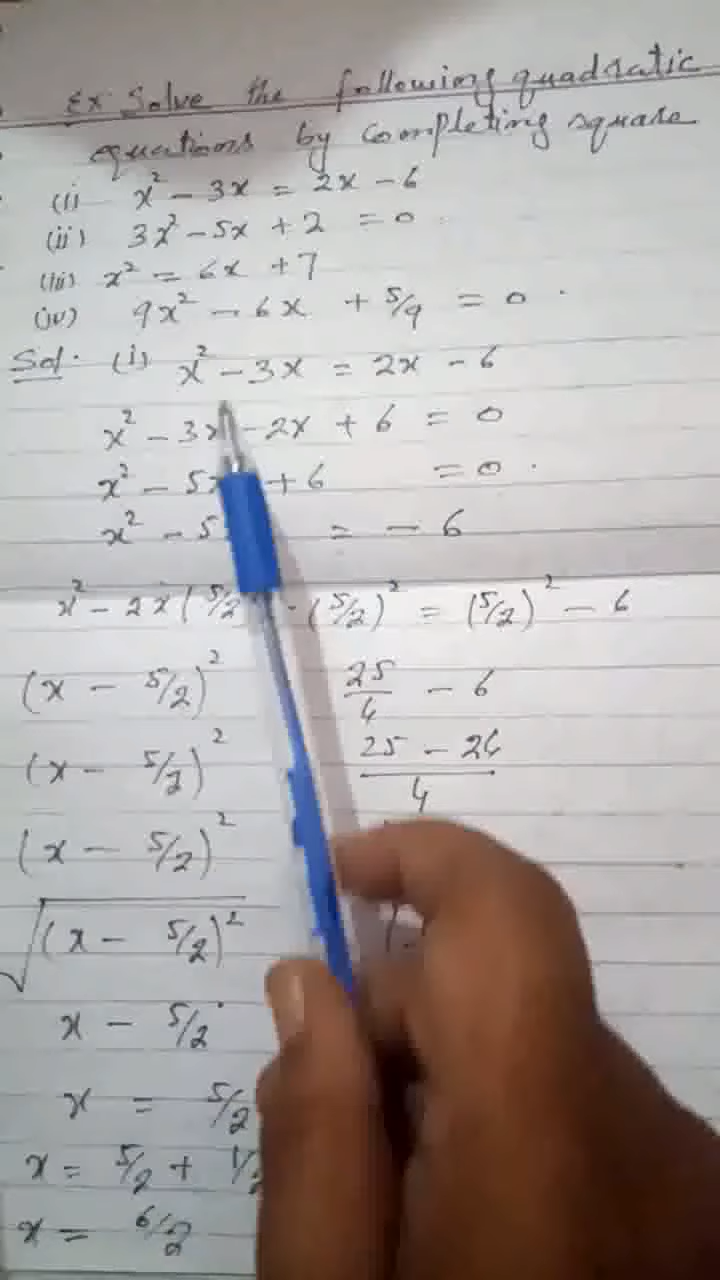 Ex: Solve the following quadratic
equations by Completing square
(i) x² - 3x = 2x - 6
(ii) 3x² - 5x + 2 = 0
(iii) x² = 6x + 7
(iv) 9x² - 6x + 5/9 = 0
Sol. (i) x² - 3x = 2x - 6
x² - 3x - 2x + 6 = 0
x² - 5x + 6 = 0
x² - 5 = - 6
x² - 2x(5/2 (5/2)² = (5/2)² - 6
(x - 5/2)² 25/4 - 6
(x - 5/2)² 25 - 24/4
(x - 5/2)²
√(x - 5/2)²
x - 5/2
x = 5/2
x = 5/2 + 1/2
x = 6/2